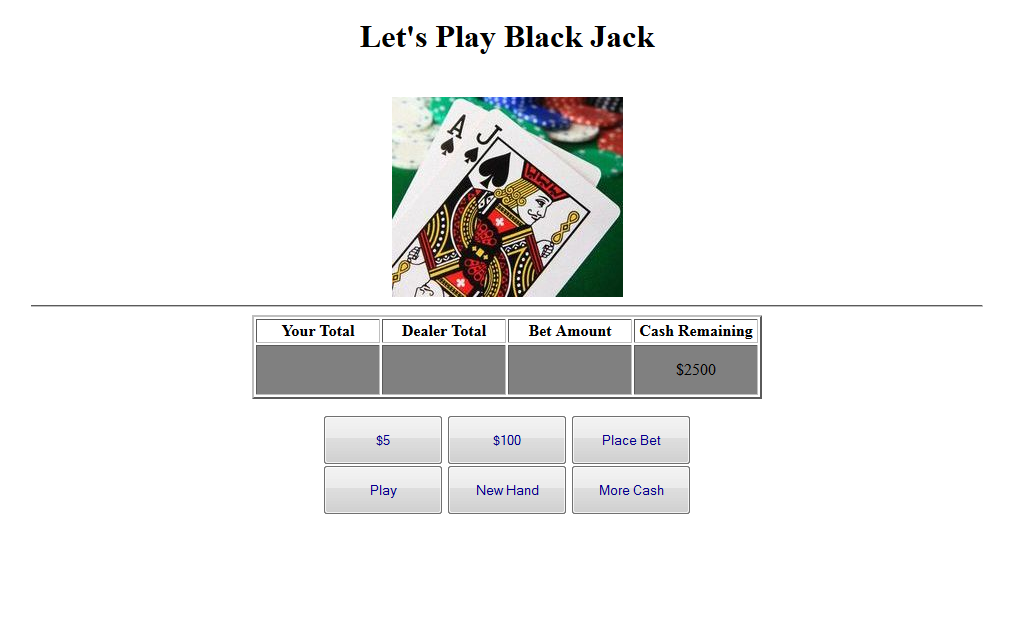 Let's Play Black Jack
A J
Your Total Dealer Total Bet Amount Cash Remaining
$2500
$5 $100 Place Bet
Play New Hand More Cash